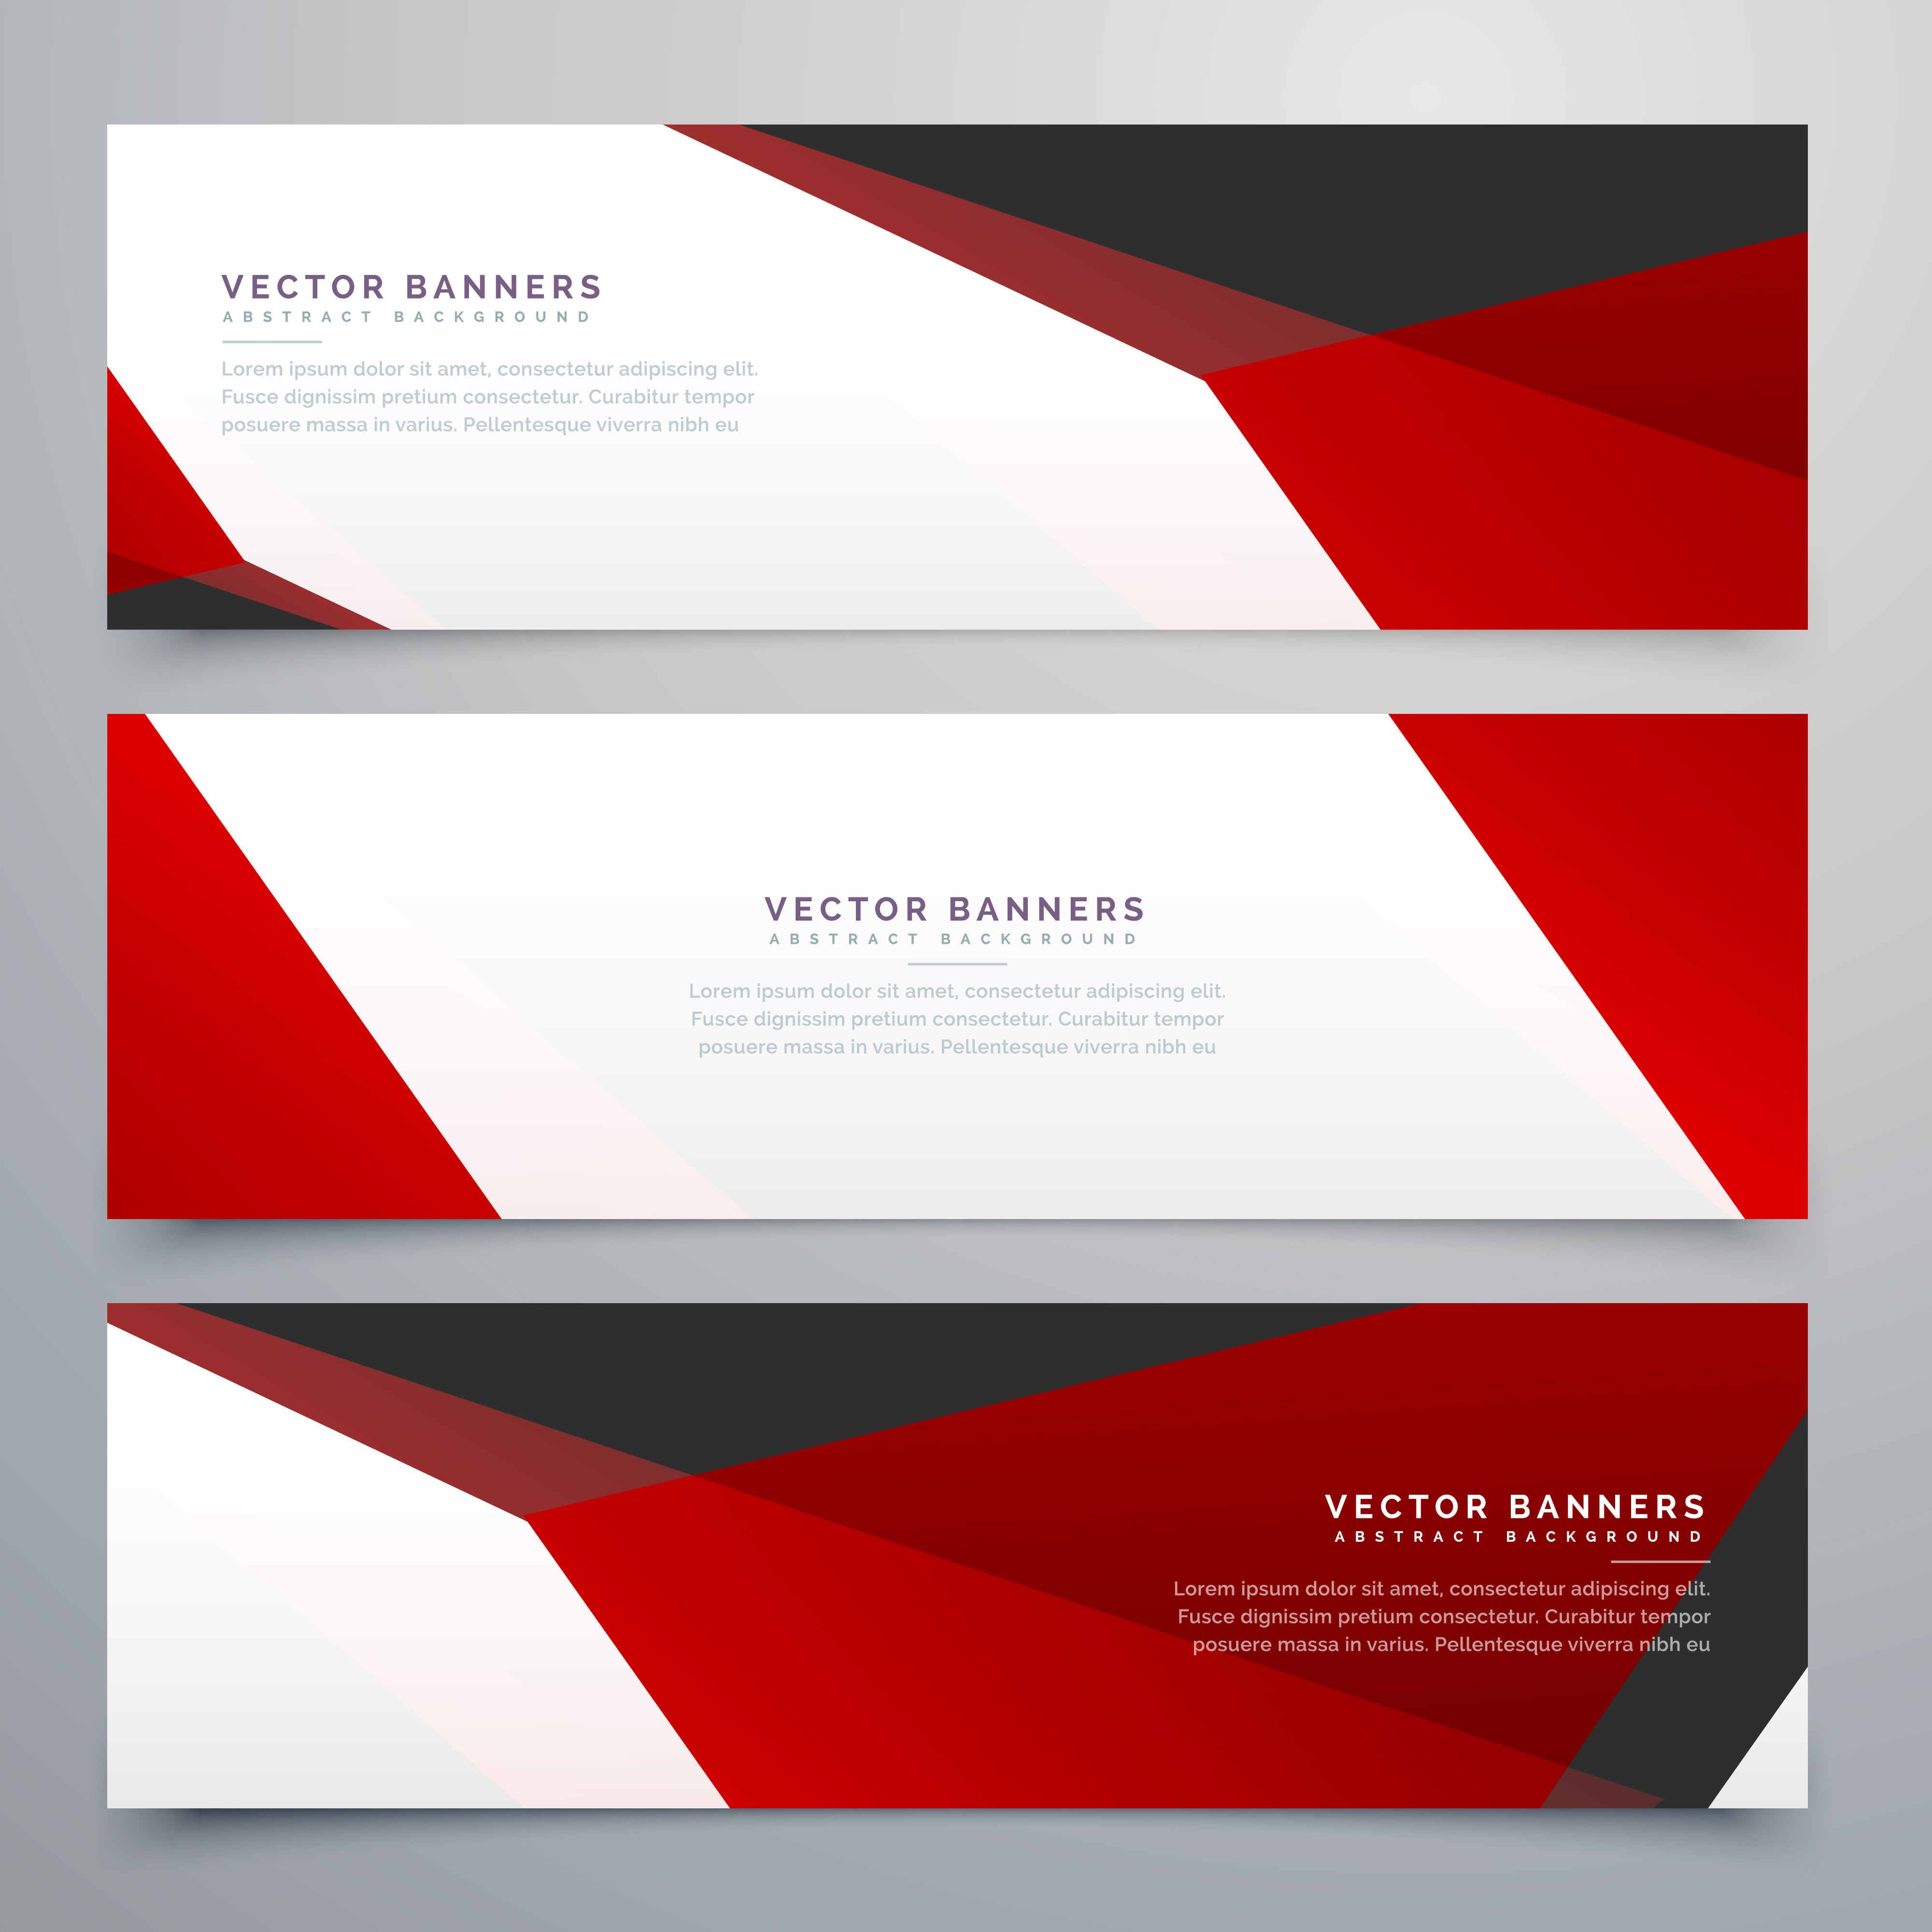 VECTOR BANNERS
ABSTRACT BACKGROUND
Lorem ipsum dolor sit amet, consectetur adipiscing elit.
Fusce dignissim pretium consectetur. Curabitur tempor
posuere massa in varius. Pellentesque viverra nibh eu
VECTOR BANNERS
ABSTRACT BACKGROUND
Lorem ipsum dolor sit amet, consectetur adipiscing elit.
Fusce dignissim pretium consectetur. Curabitur tempor
posuere massa in varius. Pellentesque viverra nibh eu
VECTOR BANNERS
ABSTRACT BACKGROUND
Lorem ipsum dolor sit amet, consectetur adipiscing elit.
Fusce dignissim pretium consectetur. Curabitur tempor
posuere massa in varius. Pellentesque viverra nibh eu